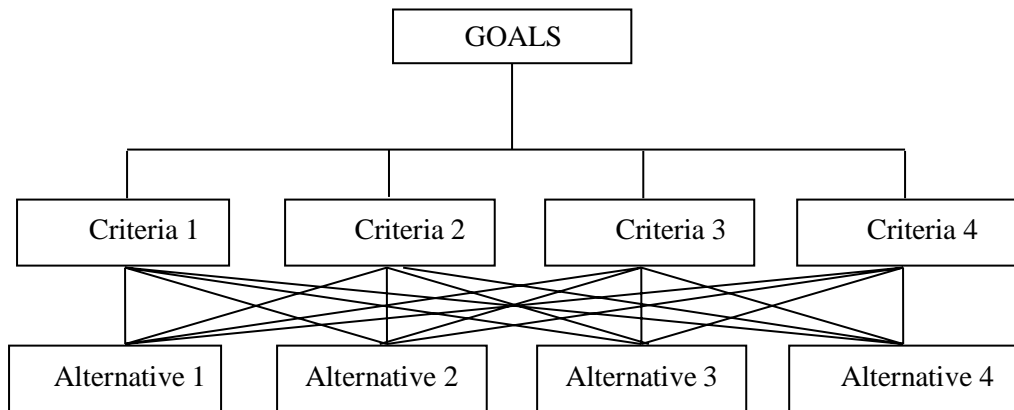 GOALS
Criteria 1
Criteria 2
Criteria 3
Criteria 4
Alternative 1
Alternative 2
Alternative 3
Alternative 4